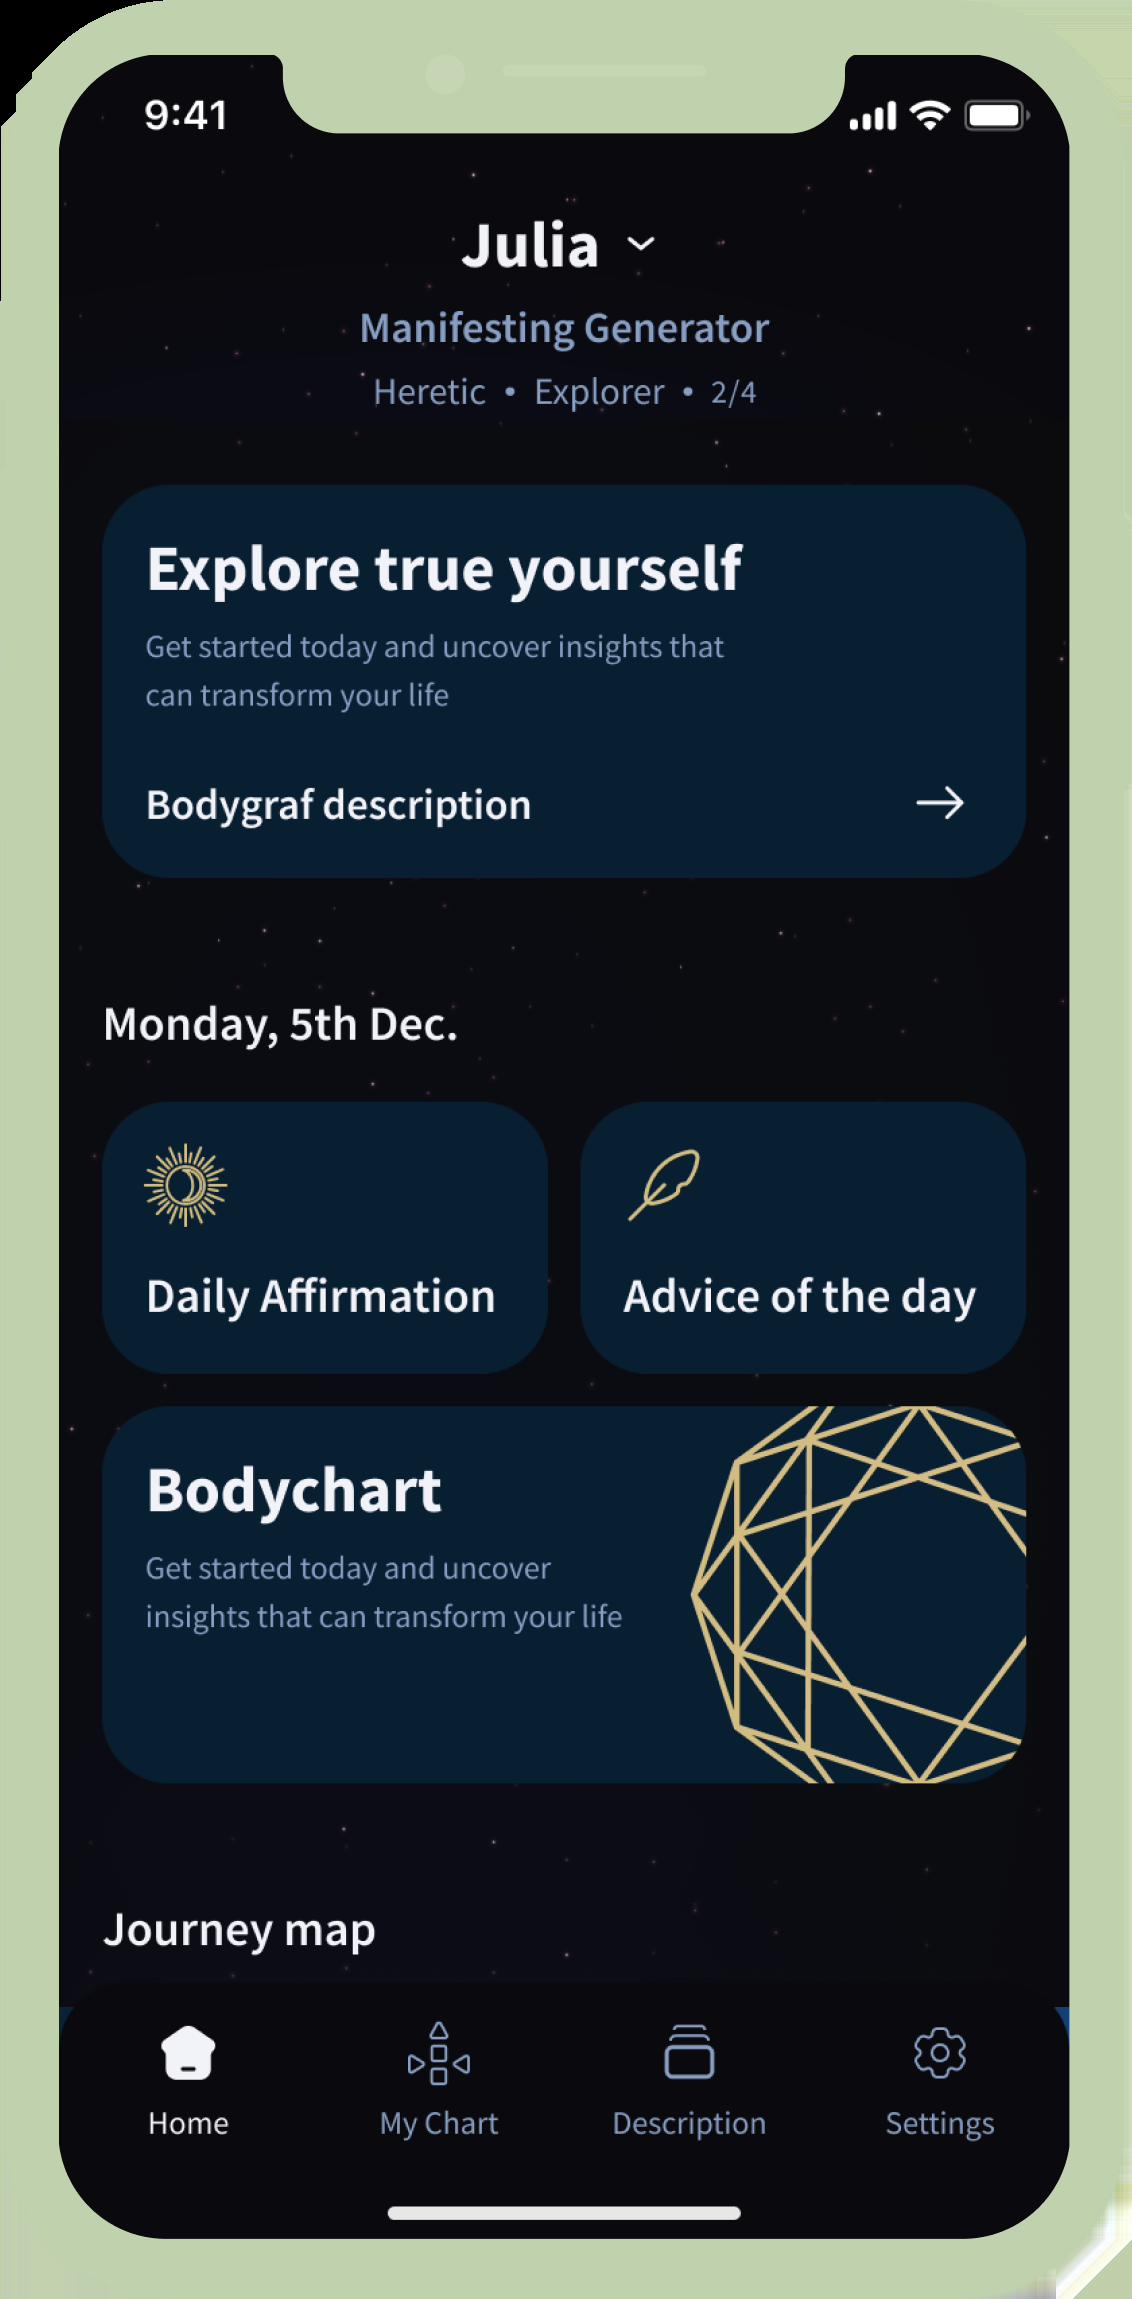 9:41
Julia
Manifesting Generator
Heretic • Explorer • 2/4
Explore true yourself
Get started today and uncover insights that
can transform your life
Bodygraf description
Monday, 5th Dec.
Daily Affirmation
Advice of the day
Bodychart
Get started today and uncover
insights that can transform your life
Journey map
Home
My Chart
Description
Settings